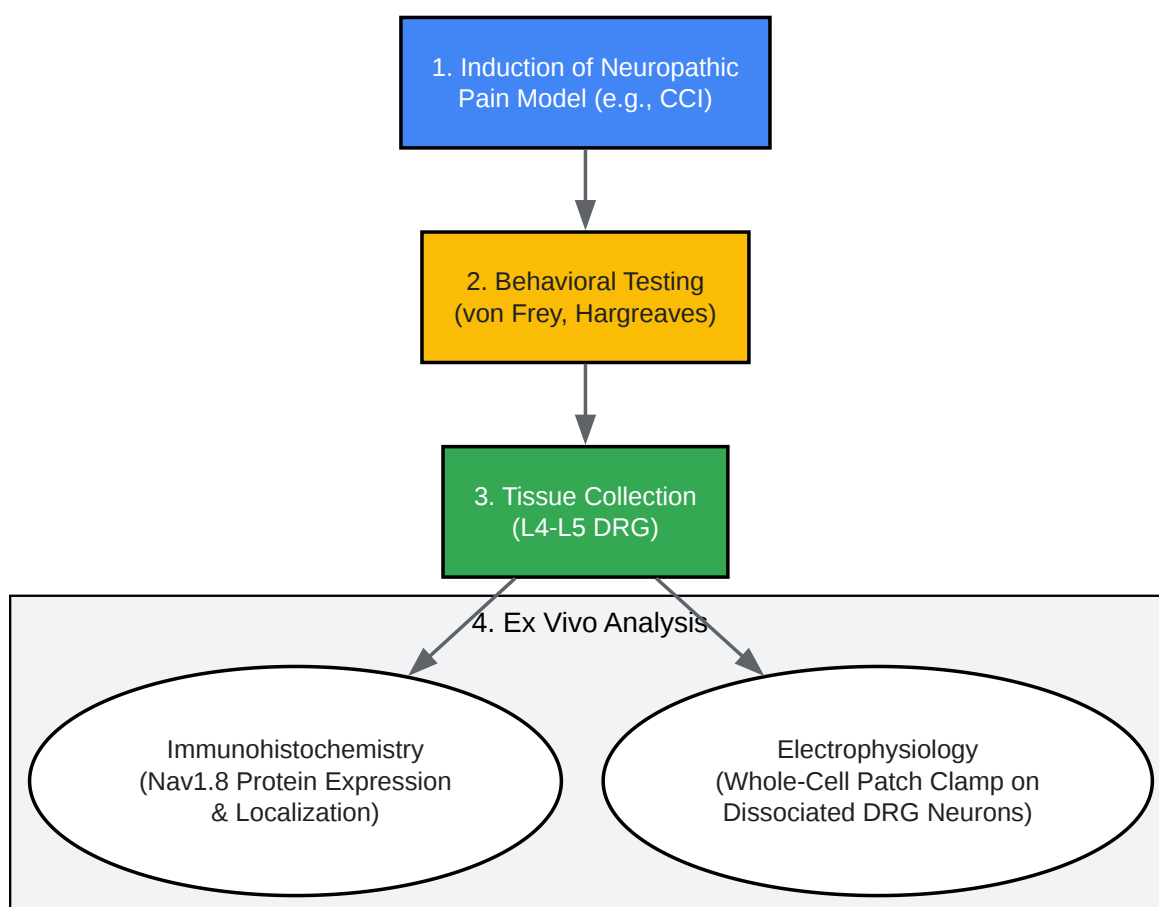 1. Induction of Neuropathic
Pain Model (e.g., CCI)
2. Behavioral Testing
(von Frey, Hargreaves)
3. Tissue Collection
(L4-L5 DRG)
4. Ex Vivo Analysis
Immunohistochemistry
(Nav1.8 Protein Expression
& Localization)
Electrophysiology
(Whole-Cell Patch Clamp on
Dissociated DRG Neurons)